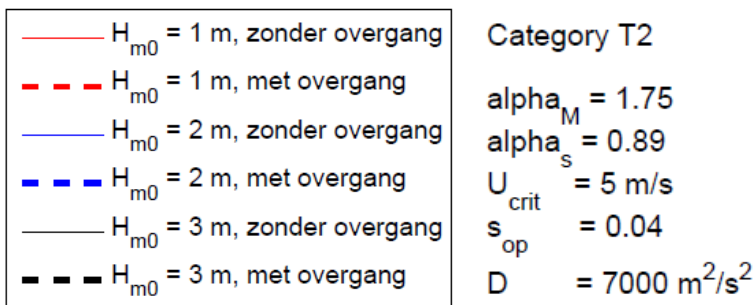 H_m0 = 1 m, zonder overgang
H_m0 = 1 m, met overgang
H_m0 = 2 m, zonder overgang
H_m0 = 2 m, met overgang
H_m0 = 3 m, zonder overgang
H_m0 = 3 m, met overgang
Category T2
alpha_M = 1.75
alpha_s = 0.89
U_crit = 5 m/s
s_op = 0.04
D = 7000 m²/s²